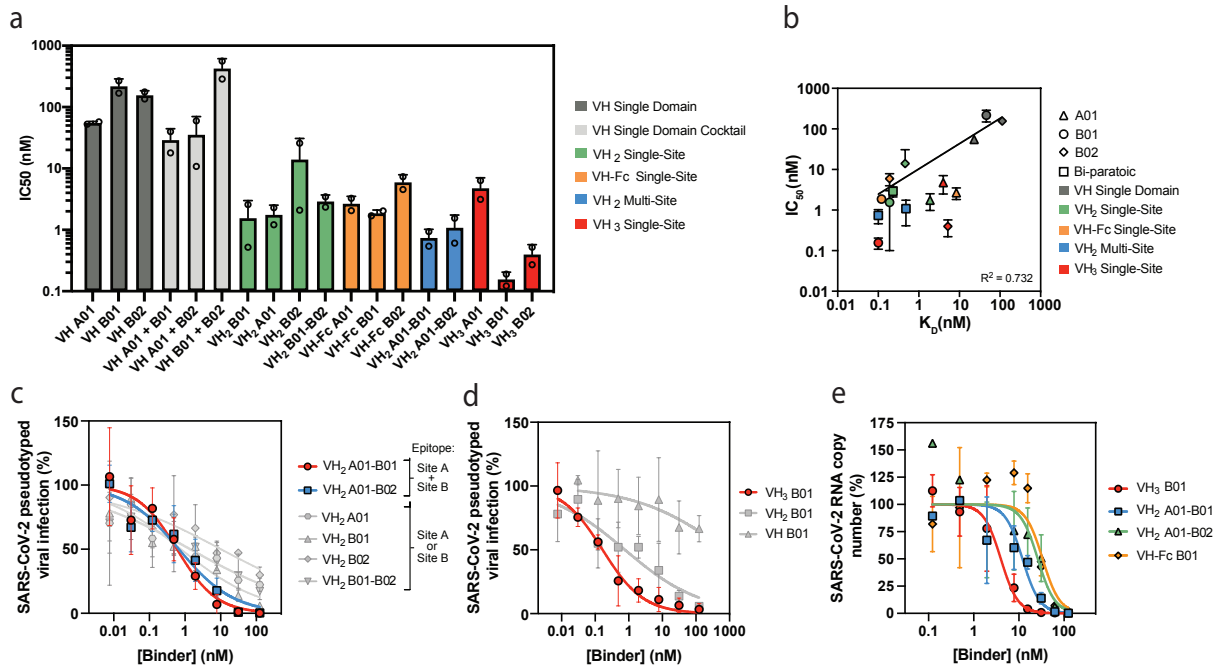 a
IC50 (nM)
1000
100
10
1
0.1
VH A01
VH B01
VH B02
VH A01 + B01
VH A01 + B02
VH B01 + B02
VH₂ B01
VH₂ A01
VH₂ B02
VH₂ B01-B02
VH-Fc A01
VH-Fc B01
VH-Fc B02
VH₂ A01-B01
VH₂ A01-B02
VH₃ A01
VH₃ B01
VH₃ B02
VH Single Domain
VH Single Domain Cocktail
VH ₂ Single-Site
VH-Fc Single-Site
VH ₂ Multi-Site
VH ₃ Single-Site
b
IC₅₀ (nM)
1000
100
10
1
0.1
0.01
0.01 0.1 1 10 100 1000
K_D(nM)
R² = 0.732
A01
B01
B02
Bi-paratoic
VH Single Domain
VH₂ Single-Site
VH-Fc Single-Site
VH₂ Multi-Site
VH₃ Single-Site
c
SARS-CoV-2 pseudotyped
viral infection (%)
150
100
50
0
0.01 0.1 1 10 100
[Binder] (nM)
Epitope:
VH₂ A01-B01
VH₂ A01-B02
Site A
+
Site B
VH₂ A01
VH₂ B01
VH₂ B02
VH₂ B01-B02
Site A
or
Site B
d
SARS-CoV-2 pseudotyped
viral infection (%)
150
100
50
0
0.01 0.1 1 10 100 1000
[Binder] (nM)
VH₃ B01
VH₂ B01
VH B01
e
SARS-CoV-2 RNA copy
number (%)
175
150
125
100
75
50
25
0
0.1 1 10 100
[Binder] (nM)
VH₃ B01
VH₂ A01-B01
VH₂ A01-B02
VH-Fc B01